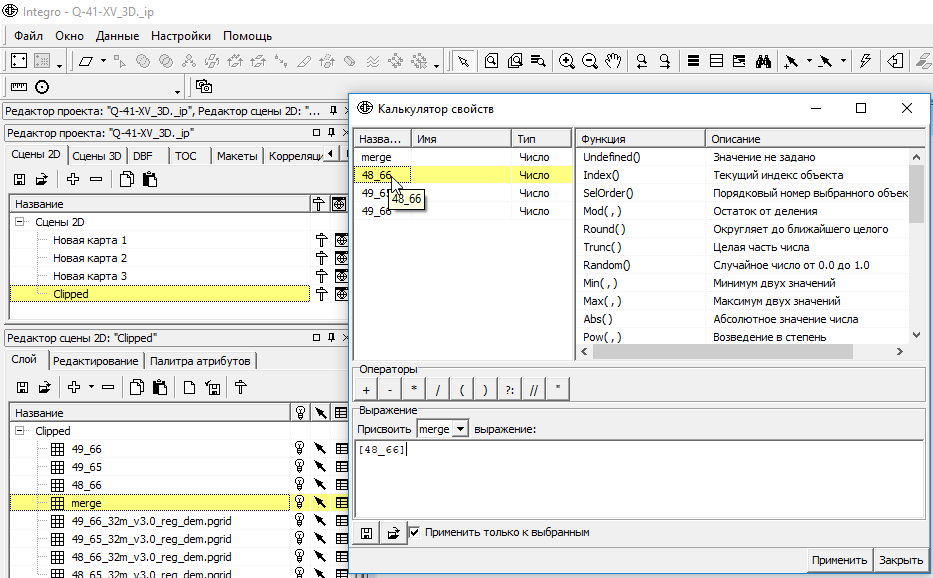 Integro - Q-41-XV_3D._ip
Файл Окно Данные Настройки Помощь
Редактор проекта: "Q-41-XV_3D._ip", Редактор сцены 2D: "...
Редактор проекта: "Q-41-XV_3D._ip"
Сцены 2D Сцены 3D DBF ТОС Макеты Корреляци
Название
Сцены 2D
Новая карта 1
Новая карта 2
Новая карта 3
Clipped
Редактор сцены 2D: "Clipped"
Слой Редактирование Палитра атрибутов
Название
Clipped
49_66
49_65
48_66
merge
49_66_32m_v3.0_reg_dem.pgrid
49_65_32m_v3.0_reg_dem.pgrid
48_66_32m_v3.0_reg_dem.pgrid
48_65_32m_v3.0_reg_dem.pgrid
Калькулятор свойств
Назва... Имя Тип
merge Число
48_66 Число
49_65 Число
48_66
49_66 Число
Функция Описание
Undefined() Значение не задано
Index() Текущий индекс объекта
SelOrder() Порядковый номер выбранного объек
Mod( , ) Остаток от деления
Round() Округляет до ближайшего целого
Trunc() Целая часть числа
Random() Случайное число от 0.0 до 1.0
Min( , ) Минимум двух значений
Max( , ) Максимум двух значений
Abs() Абсолютное значение числа
Pow( , ) Возведение в степень
Операторы
+ - * / ( ) ?: // "
Выражение
Присвоить merge выражение:
[48_66]
Применить только к выбранным
Применить Закрыть